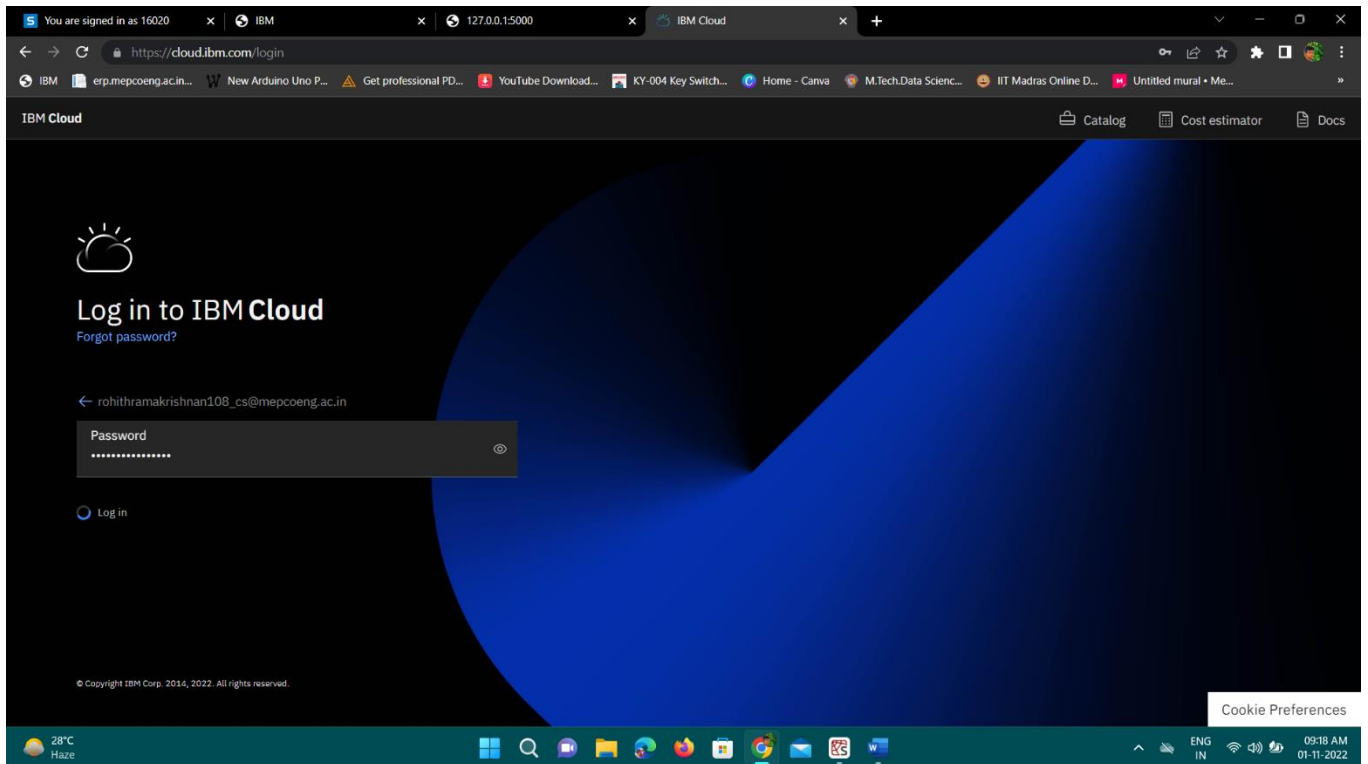 You are signed in as 16020
IBM
127.0.0.1:5000
IBM Cloud
https://cloud.ibm.com/login
IBM
erp.mepcoeng.ac.in...
New Arduino Uno P...
Get professional PD...
YouTube Download...
KY-004 Key Switch...
Home - Canva
M.Tech.Data Scienc...
IIT Madras Online D...
Untitled mural • Me...
»
IBM Cloud
Catalog
Cost estimator
Docs
Log in to IBM Cloud
Forgot password?
rohithramakrishnan108_cs@mepcoeng.ac.in
Password
••••••••••••••••
Log in
© Copyright IBM Corp. 2014, 2022. All rights reserved.
Cookie Preferences
28°C
Haze
ENG
IN
09:18 AM
01-11-2022